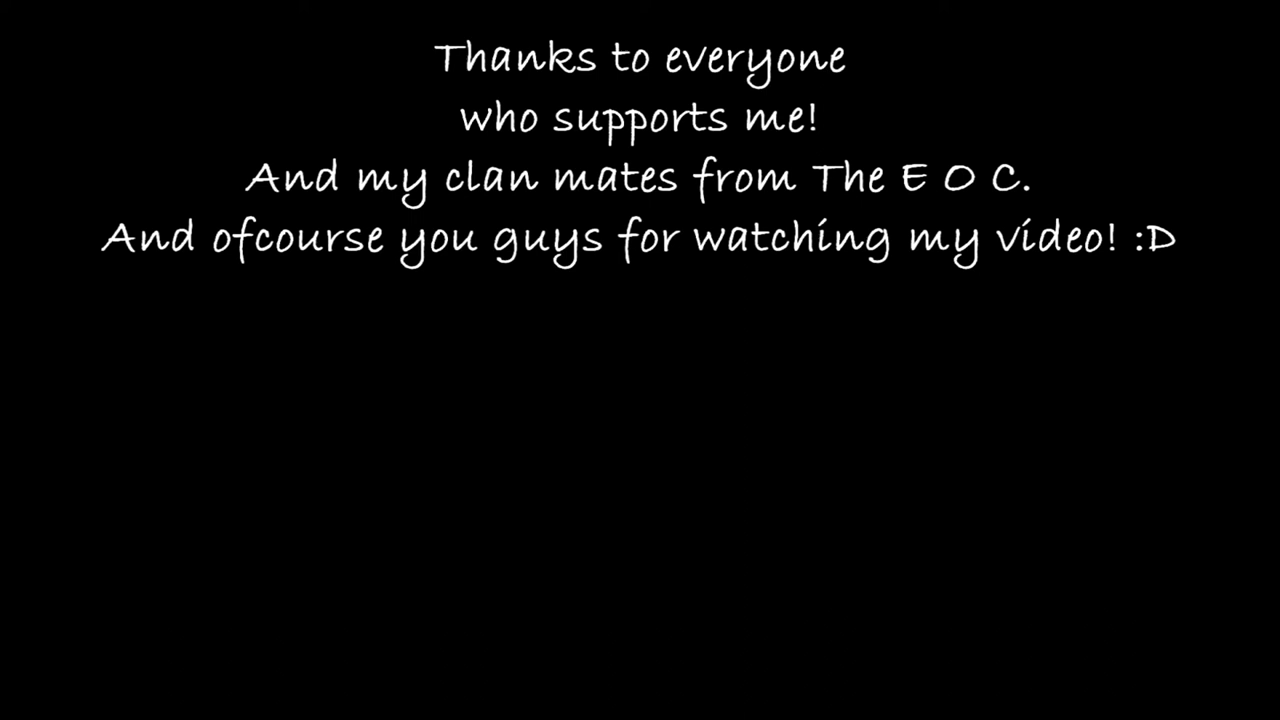 Thanks to everyone
who supports me!
And my clan mates from The E O C.
And ofcourse you guys for watching my video! :D